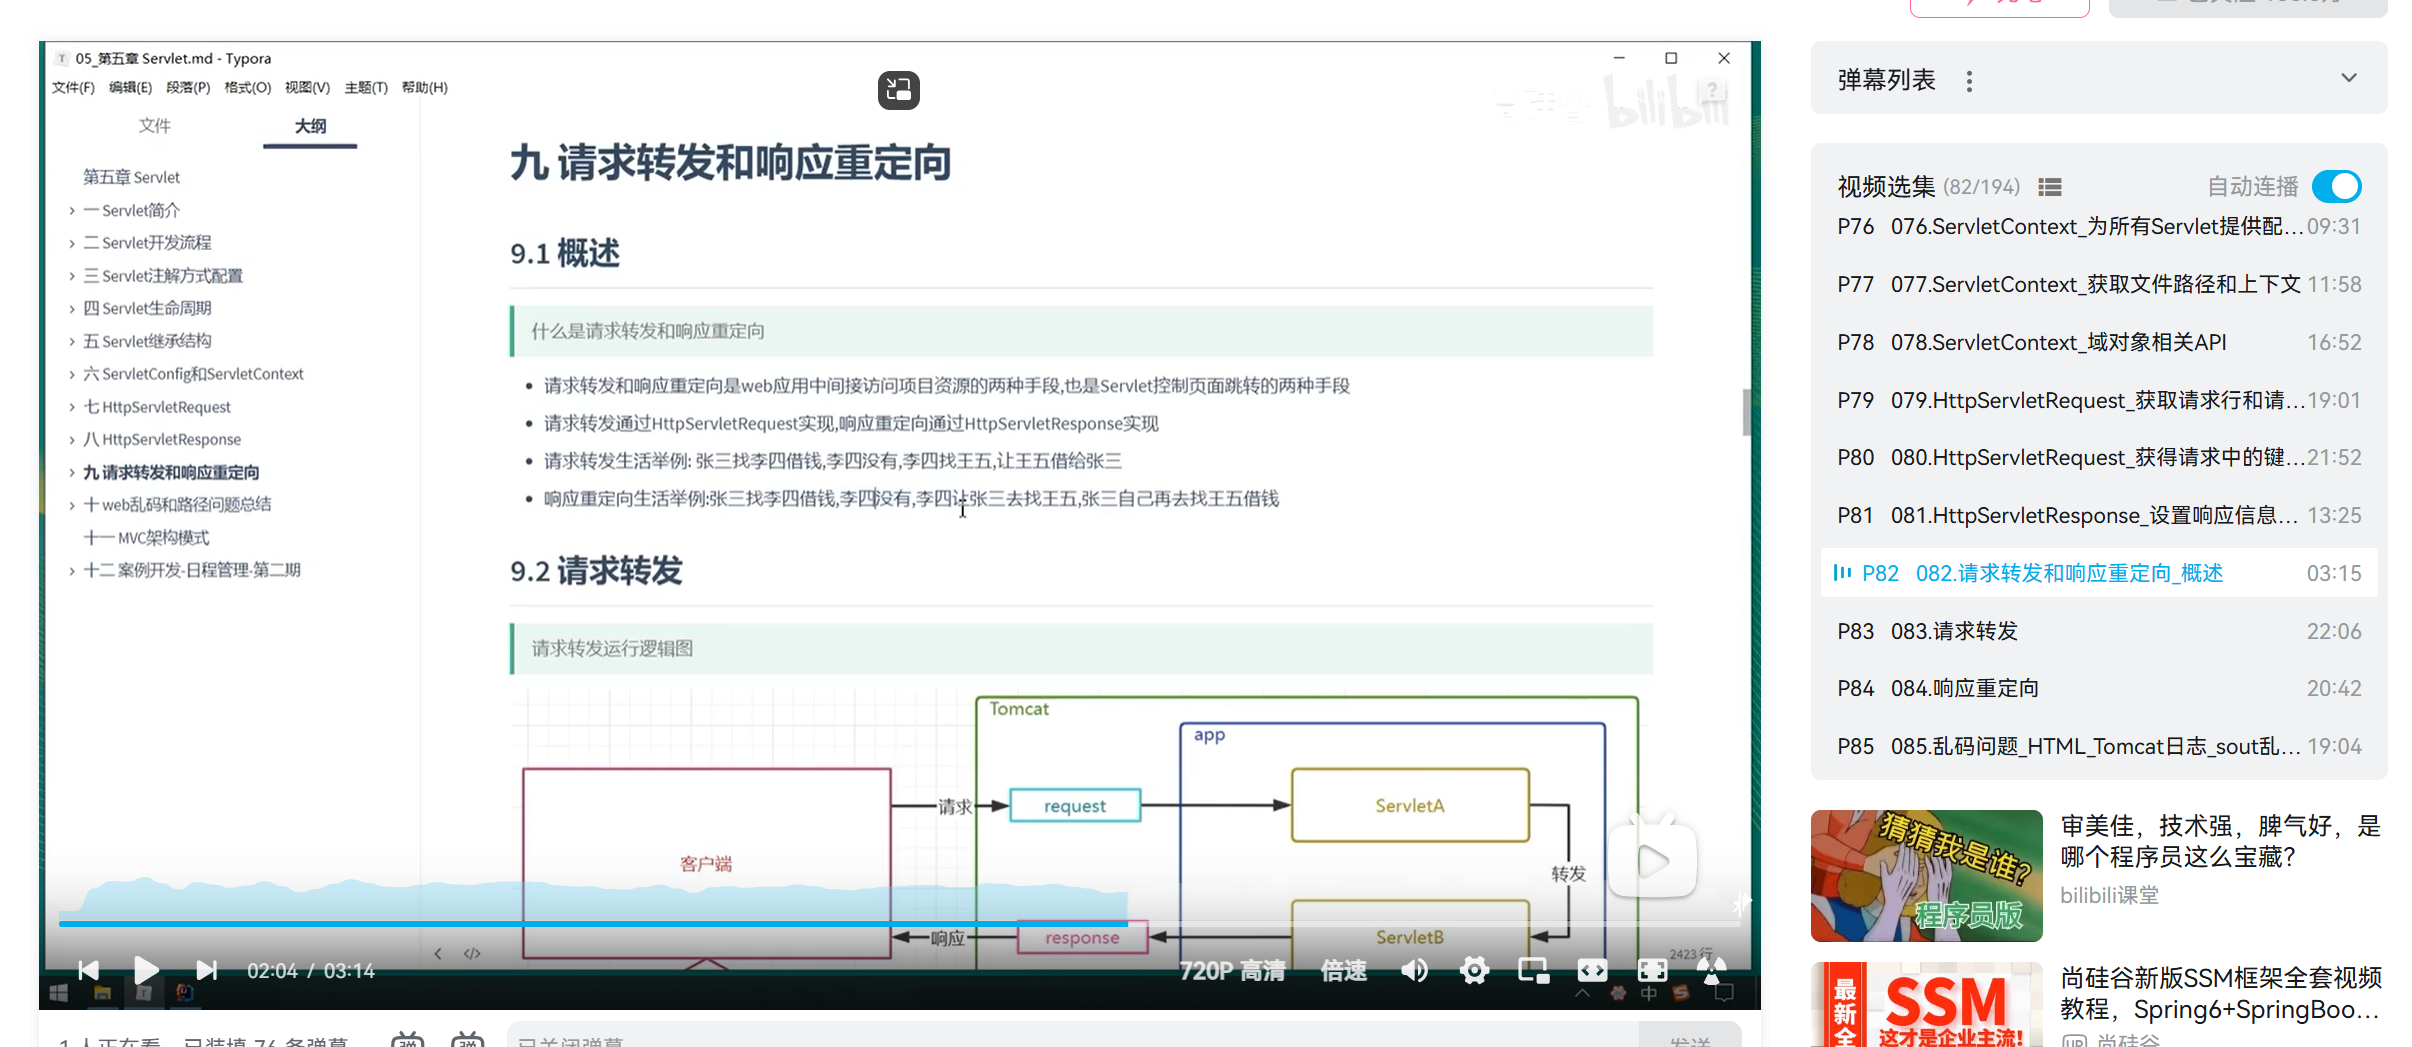 05_第五章 Servlet.md - Typora
文件(F) 编辑(E) 段落(P) 格式(O) 视图(V) 主题(T) 帮助(H)
bilibili
文件 大纲
第五章 Servlet
一 Servlet简介
二 Servlet开发流程
三 Servlet注解方式配置
四 Servlet生命周期
五 Servlet继承结构
六 ServletConfig和ServletContext
七 HttpServletRequest
八 HttpServletResponse
九 请求转发和响应重定向
十 web乱码和路径问题总结
十一 MVC架构模式
十二 案例开发-日程管理-第二期
九 请求转发和响应重定向
9.1 概述
什么是请求转发和响应重定向
请求转发和响应重定向是web应用中间接访问项目资源的两种手段,也是Servlet控制页面跳转的两种手段
请求转发通过HttpServletRequest实现,响应重定向通过HttpServletResponse实现
请求转发生活举例: 张三找李四借钱,李四没有,李四找王五,让王五借给张三
响应重定向生活举例:张三找李四借钱,李四没有,李四让张三去找王五,张三自己再去找王五借钱
9.2 请求转发
请求转发运行逻辑图
Tomcat
app
请求
request
ServletA
客户端
转发
响应
response
ServletB
2423 行
02:04 / 03:14
720P 高清
倍速
中
1 人正在看
已装填 76 条弹幕
已关闭弹幕
发送
弹幕列表
视频选集 (82/194) 自动连播
P76 076.ServletContext_为所有Servlet提供配... 09:31
P77 077.ServletContext_获取文件路径和上下文 11:58
P78 078.ServletContext_域对象相关API 16:52
P79 079.HttpServletRequest_获取请求行和请... 19:01
P80 080.HttpServletRequest_获得请求中的键... 21:52
P81 081.HttpServletResponse_设置响应信息... 13:25
P82 082.请求转发和响应重定向_概述 03:15
P83 083.请求转发 22:06
P84 084.响应重定向 20:42
P85 085.乱码问题_HTML_Tomcat日志_sout乱... 19:04
猜猜我是谁?
程序员版
审美佳，技术强，脾气好，是
哪个程序员这么宝藏？
bilibili课堂
最新全
SSM
这才是企业主流!
尚硅谷新版SSM框架全套视频
教程，Spring6+SpringBoo...
UP 尚硅谷